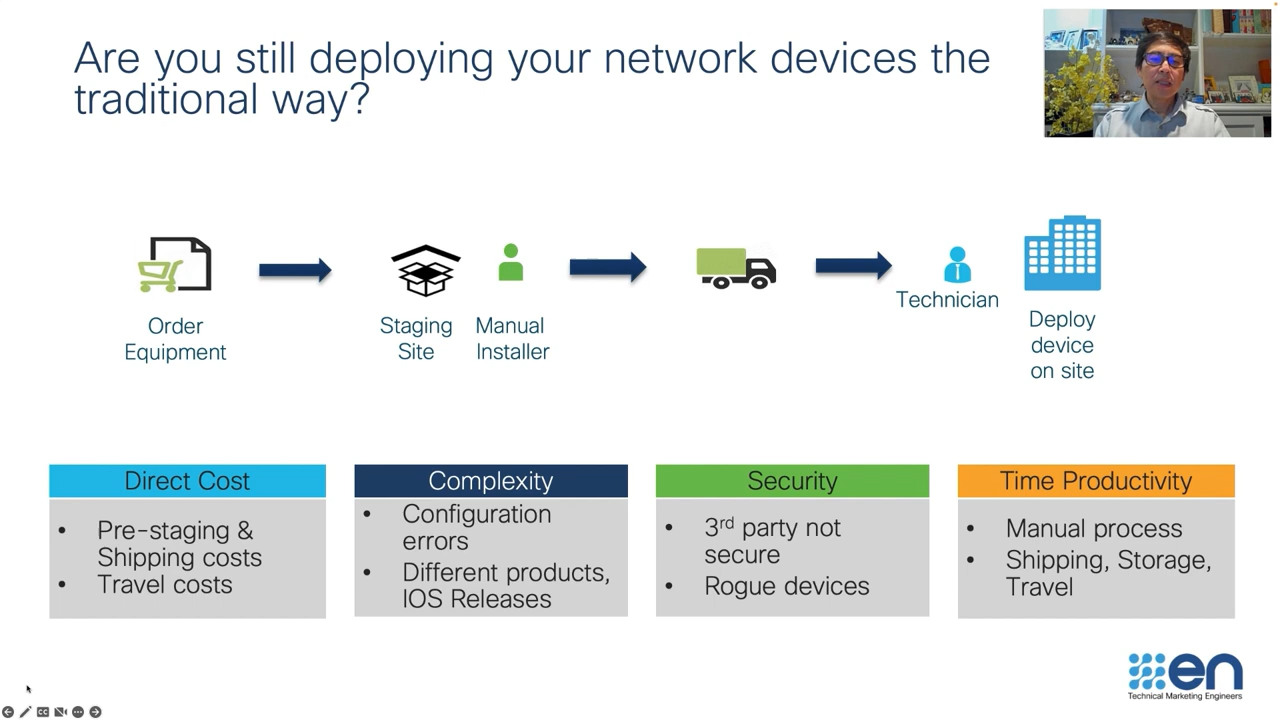 Are you still deploying your network devices the
traditional way?
Order
Equipment
Staging
Site
Manual
Installer
Technician
Deploy
device
on site
Direct Cost
• Pre-staging &
Shipping costs
• Travel costs
Complexity
• Configuration
errors
• Different products,
IOS Releases
Security
• 3rd party not
secure
• Rogue devices
Time Productivity
• Manual process
• Shipping, Storage,
Travel
en
Technical Marketing Engineers
CC